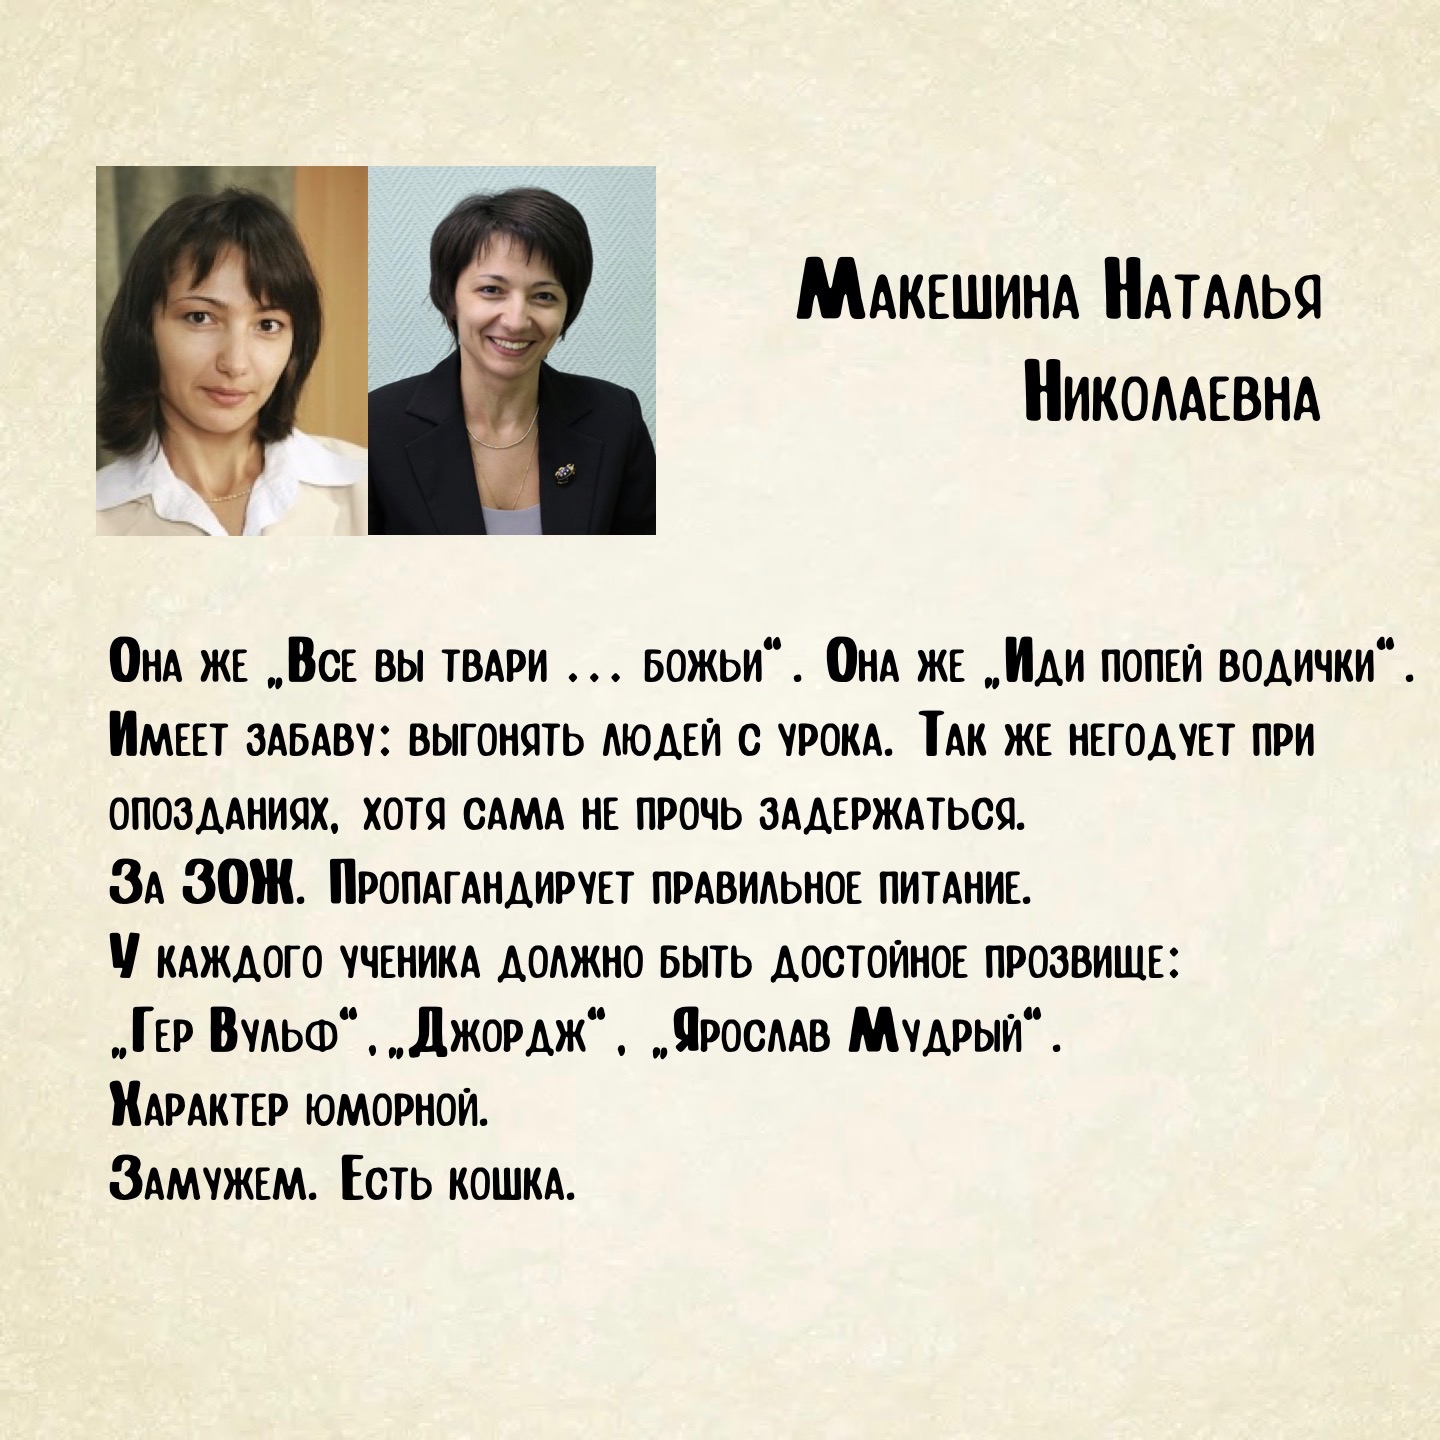 Макешина Наталья
Николаевна
Она же „Все вы твари ... божьи“. Она же „Иди попей водички“.
Имеет забаву: выгонять людей с урока. Так же негодует при
опозданиях, хотя сама не прочь задержаться.
За ЗОЖ. Пропагандирует правильное питание.
У каждого ученика должно быть достойное прозвище:
„Гер Вульф“, „Джордж“, „Ярослав Мудрый“.
Характер юморной.
Замужем. Есть кошка.